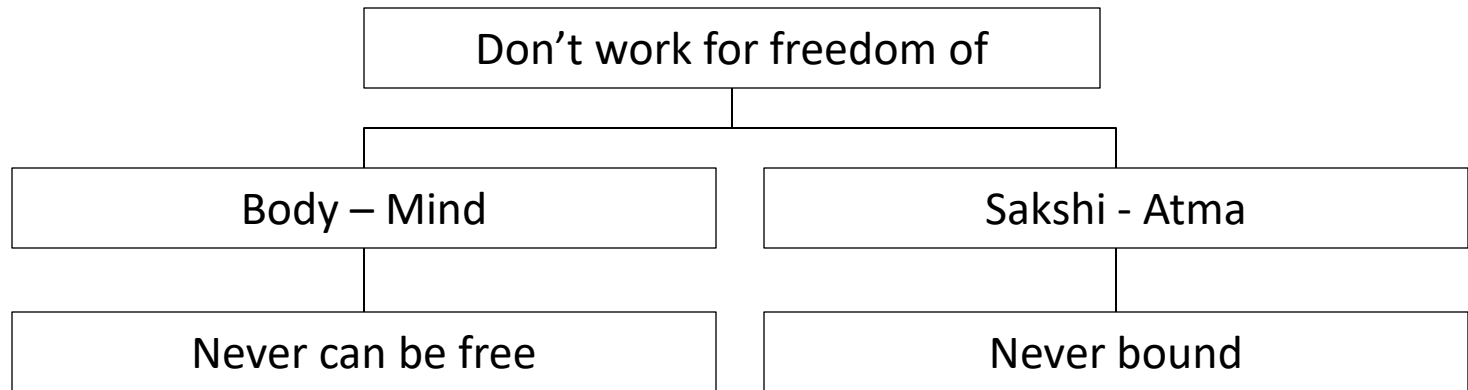 Don’t work for freedom of
Body – Mind
Sakshi - Atma
Never can be free
Never bound